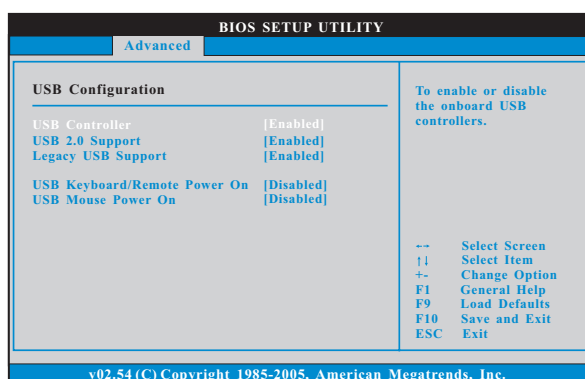 BIOS SETUP UTILITY
Advanced
USB Configuration
USB Controller [Enabled]
USB 2.0 Support [Enabled]
Legacy USB Support [Enabled]
USB Keyboard/Remote Power On [Disabled]
USB Mouse Power On [Disabled]
To enable or disable
the onboard USB
controllers.
←→ Select Screen
↑↓ Select Item
+- Change Option
F1 General Help
F9 Load Defaults
F10 Save and Exit
ESC Exit
v02.54 (C) Copyright 1985-2005, American Megatrends, Inc.